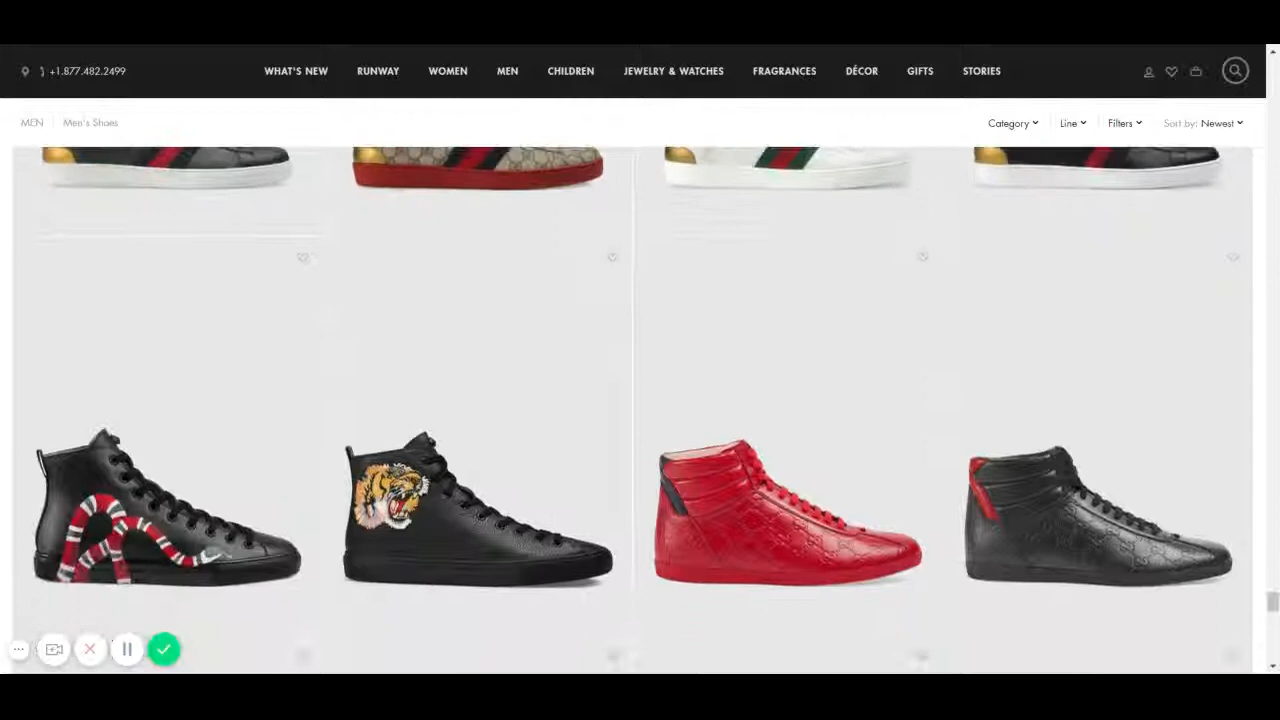 +1.877.482.2499 WHAT'S NEW RUNWAY WOMEN MEN CHILDREN JEWELRY & WATCHES FRAGRANCES DÉCOR GIFTS STORIES
MEN Men's Shoes Category Line Filters Sort by: Newest